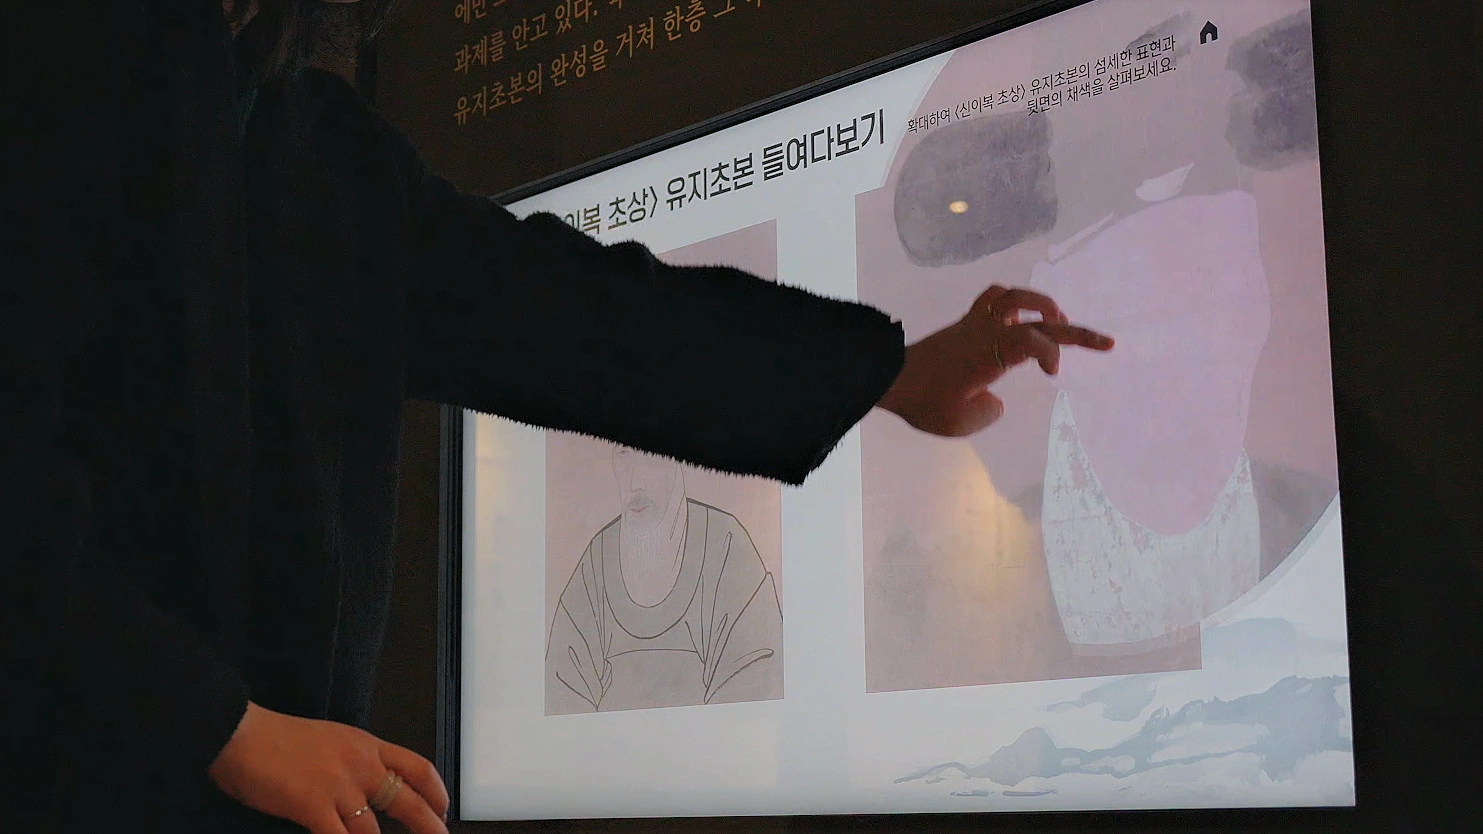 과제를 안고 있다.
유지초본의 완성을 거쳐 한층 그
이복 초상〉 유지초본 들여다보기
확대하여 〈신이복 초상〉 유지초본의 섬세한 표현과
뒷면의 채색을 살펴보세요.